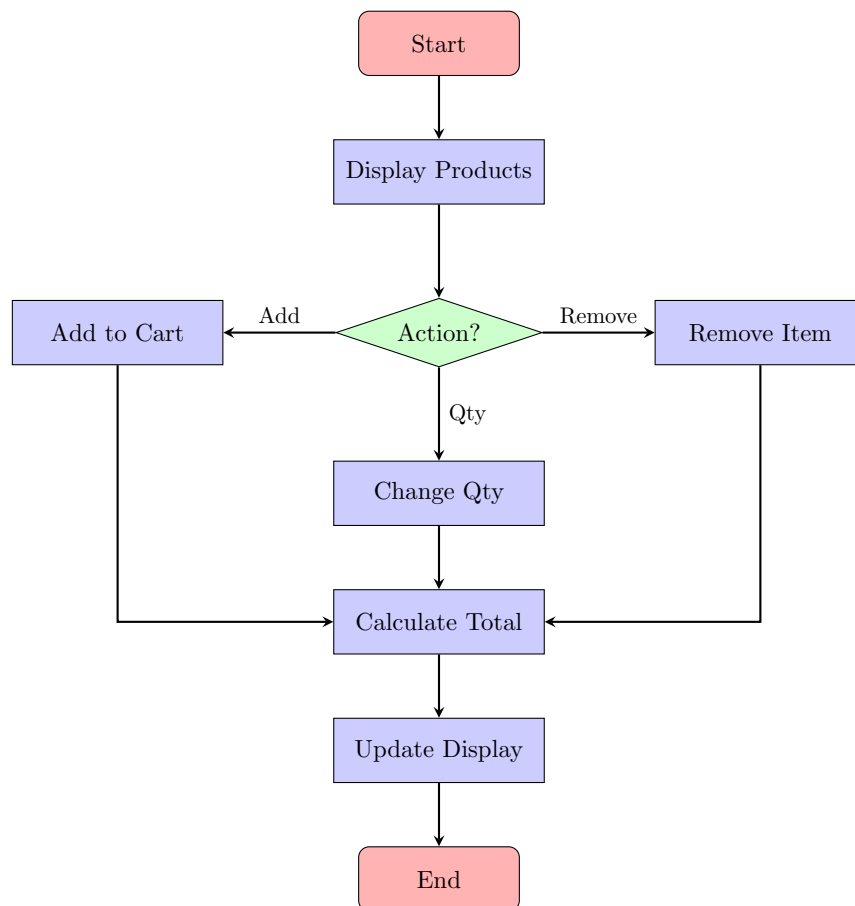 Start
Display Products
Add
Remove
Add to Cart
Action?
Remove Item
Qty
Change Qty
Calculate Total
Update Display
End